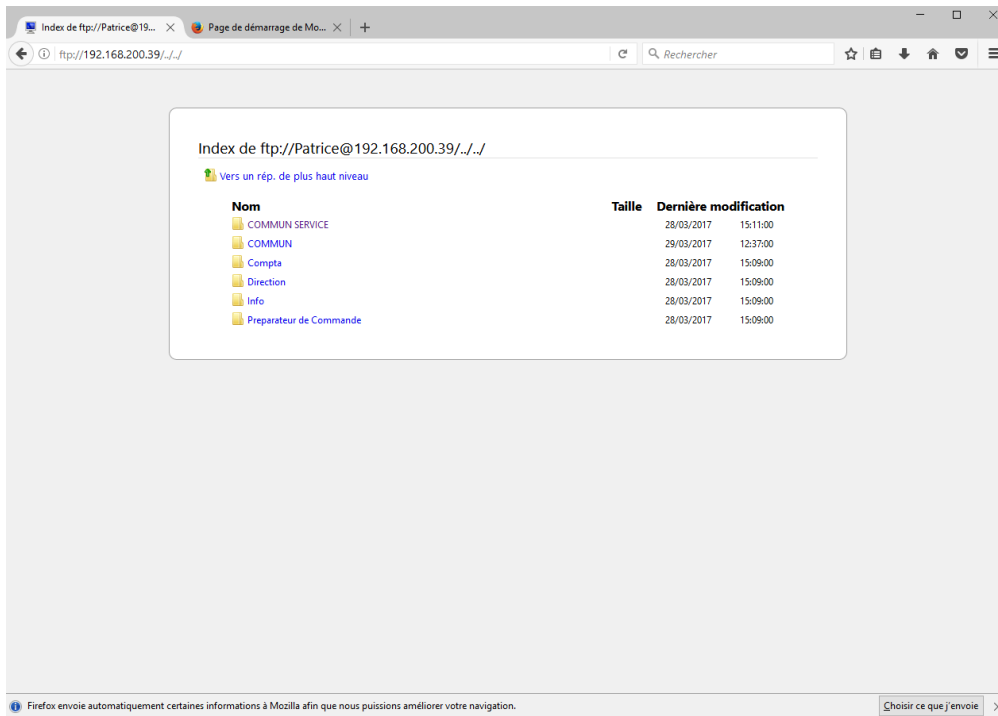 Index de ftp://Patrice@19...
Page de démarrage de Mo...
ftp://192.168.200.39/../../
Rechercher
Index de ftp://Patrice@192.168.200.39/../../
Vers un rép. de plus haut niveau
Nom Taille Dernière modification
COMMUN SERVICE 28/03/2017 15:11:00
COMMUN 29/03/2017 12:37:00
Compta 28/03/2017 15:09:00
Direction 28/03/2017 15:09:00
Info 28/03/2017 15:09:00
Preparateur de Commande 28/03/2017 15:09:00
Firefox envoie automatiquement certaines informations à Mozilla afin que nous puissions améliorer votre navigation.
Choisir ce que j'envoie